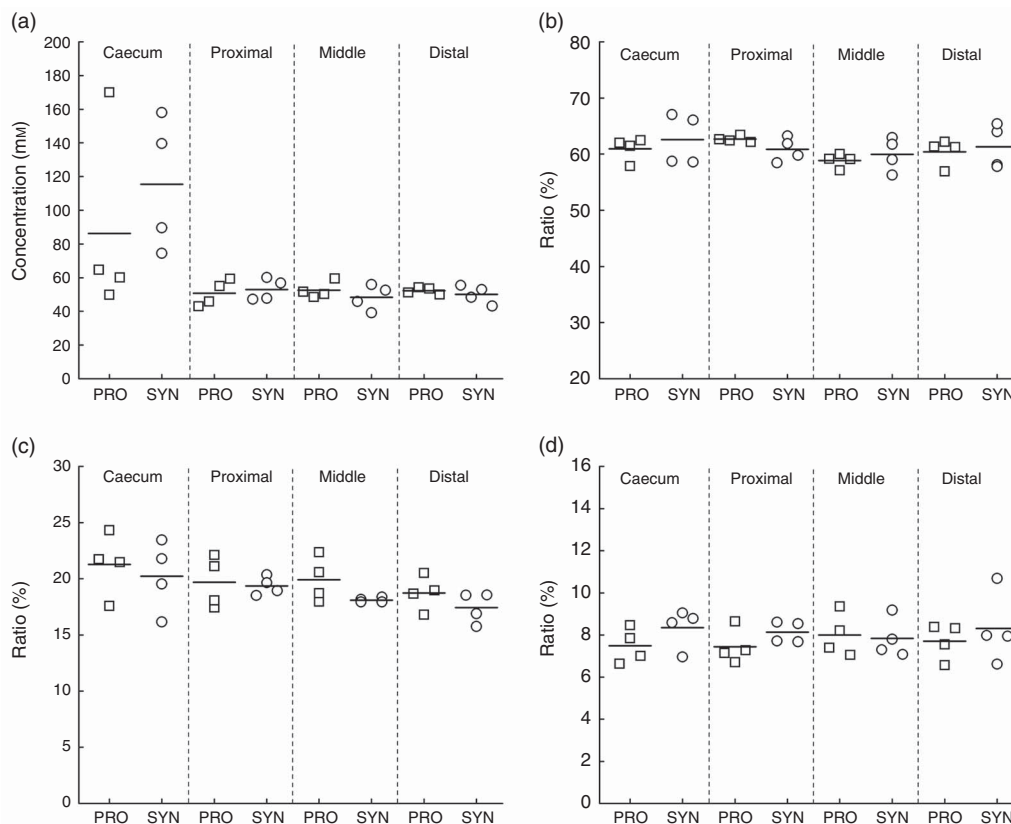 (a)
200
180
160
140
120
100
80
60
40
20
0
Concentration (mM)
Caecum Proximal Middle Distal
PRO SYN PRO SYN PRO SYN PRO SYN
(b)
80
70
60
50
40
30
20
Ratio (%)
Caecum Proximal Middle Distal
PRO SYN PRO SYN PRO SYN PRO SYN
(c)
30
25
20
15
10
5
0
Ratio (%)
Caecum Proximal Middle Distal
PRO SYN PRO SYN PRO SYN PRO SYN
(d)
16
14
12
10
8
6
4
2
0
Ratio (%)
Caecum Proximal Middle Distal
PRO SYN PRO SYN PRO SYN PRO SYN